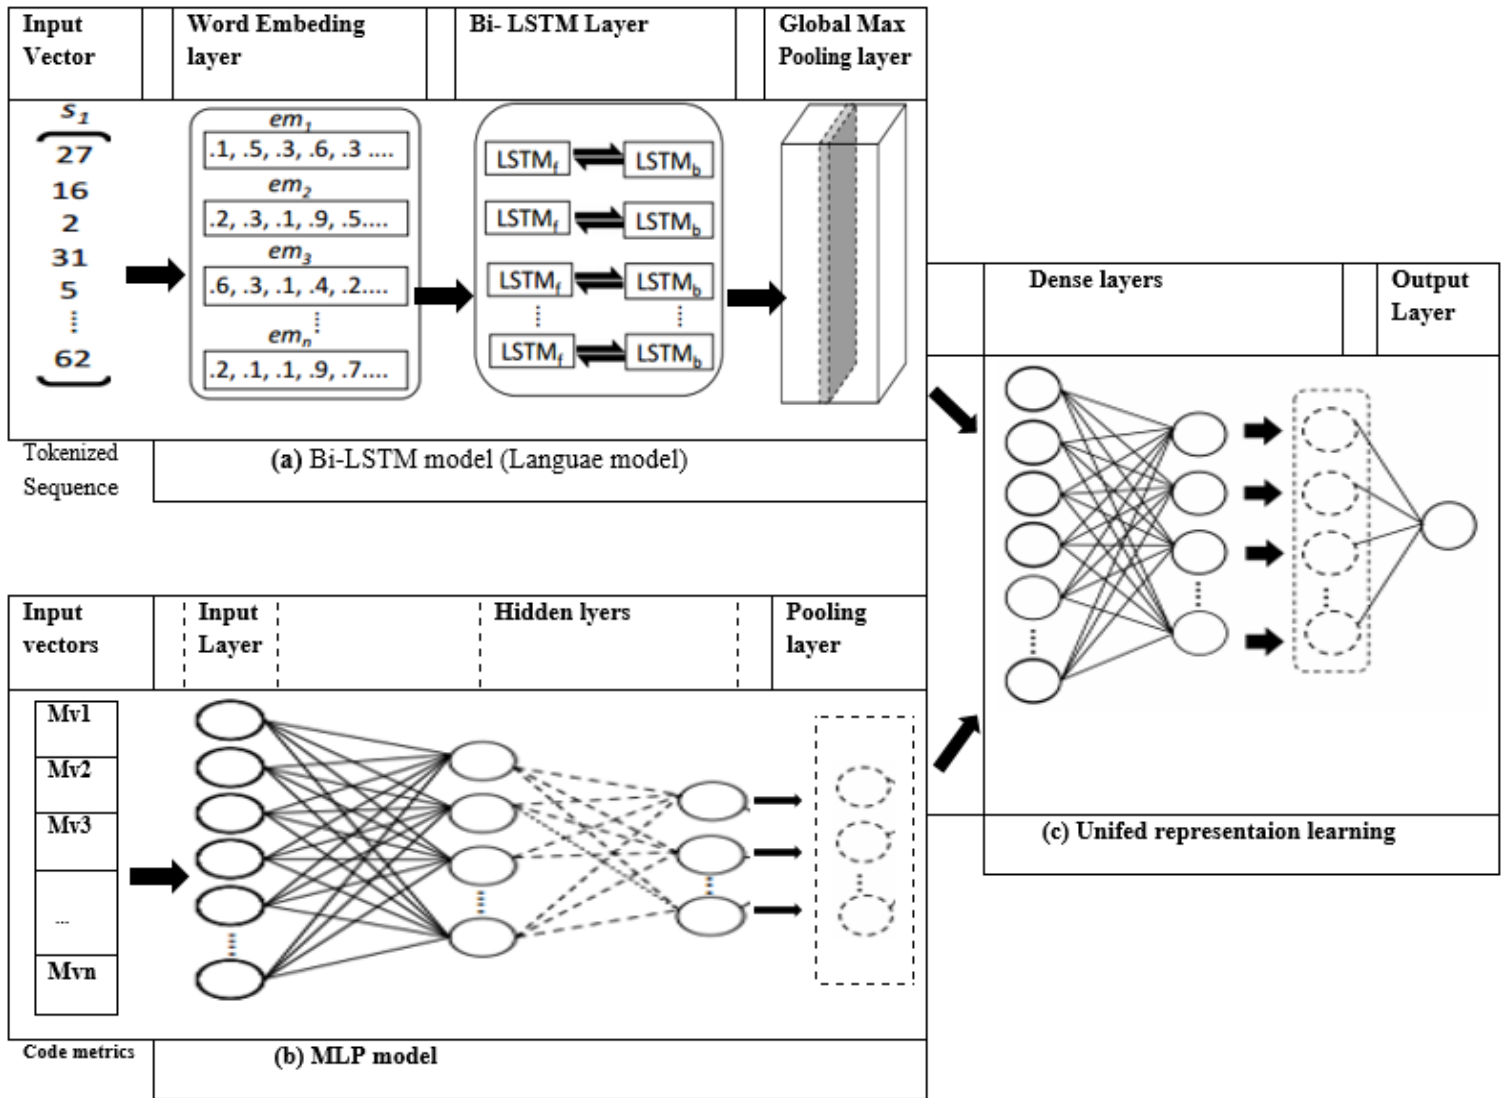 Input
Vector
Word Embeding
layer
Bi- LSTM Layer
Global Max
Pooling layer
s1
27
16
2
31
5
62
em1
.1, .5, .3, .6, .3 ....
em2
.2, .3, .1, .9, .5....
em3
.6, .3, .1, .4, .2....
emn
.2, .1, .1, .9, .7....
LSTMf LSTMb
LSTMf LSTMb
LSTMf LSTMb
LSTMf LSTMb
Tokenized
Sequence
(a) Bi-LSTM model (Languae model)
Dense layers
Output
Layer
(c) Unifed representaion learning
Input
vectors
Input
Layer
Hidden lyers
Pooling
layer
Mv1
Mv2
Mv3
...
Mvn
Code metrics
(b) MLP model